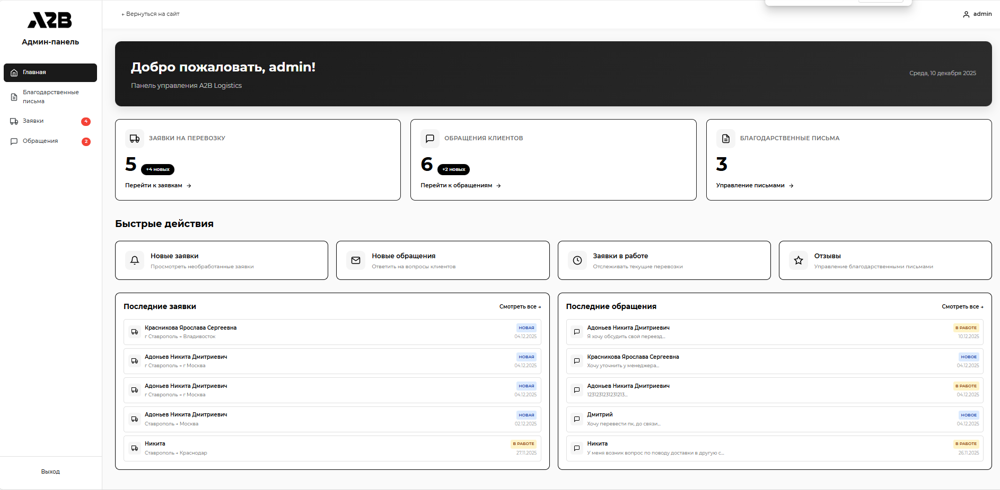 A2B
Админ-панель
Главная
Благодарственные
письма
Заявки
4
Обращения
2
Выход
← Вернуться на сайт
admin
Добро пожаловать, admin!
Панель управления A2B Logistics
Среда, 10 декабря 2025
ЗАЯВКИ НА ПЕРЕВОЗКУ
5 +4 новых
Перейти к заявкам →
ОБРАЩЕНИЯ КЛИЕНТОВ
6 +2 новых
Перейти к обращениям →
БЛАГОДАРСТВЕННЫЕ ПИСЬМА
3
Управление письмами →
Быстрые действия
Новые заявки
Просмотреть необработанные заявки
Новые обращения
Ответить на вопросы клиентов
Заявки в работе
Отслеживать текущие перевозки
Отзывы
Управление благодарственными письмами
Последние заявки
Смотреть все →
Красникова Ярослава Сергеевна
НОВАЯ
г Ставрополь → Владивосток
04.12.2025
Адоньев Никита Дмитриевич
НОВАЯ
г Ставрополь → г Москва
04.12.2025
Адоньев Никита Дмитриевич
НОВАЯ
г Ставрополь → г Москва
04.12.2025
Адоньев Никита Дмитриевич
НОВАЯ
Ставрополь → Москва
02.12.2025
Никита
В РАБОТЕ
Ставрополь → Краснодар
27.11.2025
Последние обращения
Смотреть все →
Адоньев Никита Дмитриевич
В РАБОТЕ
Я хочу обсудить свой переезд...
10.12.2025
Красникова Ярослава Сергеевна
НОВОЕ
Хочу уточнить у менеджера...
04.12.2025
Адоньев Никита Дмитриевич
В РАБОТЕ
1231231231231213...
04.12.2025
Дмитрий
НОВОЕ
Хочу перевести пк, до связи...
04.12.2025
Никита
В РАБОТЕ
У меня возник вопрос по поводу доставки в другую с...
26.11.2025